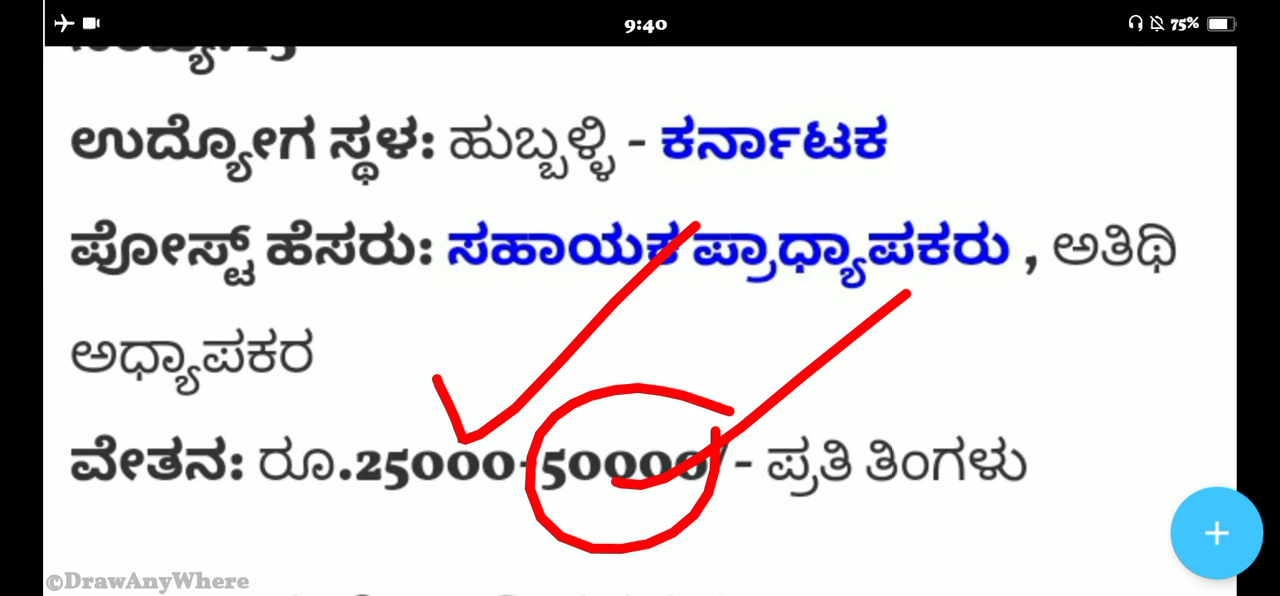 9:40 75%
ಉದ್ಯೋಗ ಸ್ಥಳ: ಹುಬ್ಬಳ್ಳಿ - ಕರ್ನಾಟಕ
ಪೋಸ್ಟ್ ಹೆಸರು: ಸಹಾಯಕ ಪ್ರಾಧ್ಯಾಪಕರು , ಅತಿಥಿ
ಅಧ್ಯಾಪಕರ
ವೇತನ: ರೂ.25000-50000/- ಪ್ರತಿ ತಿಂಗಳು
©DrawAnyWhere